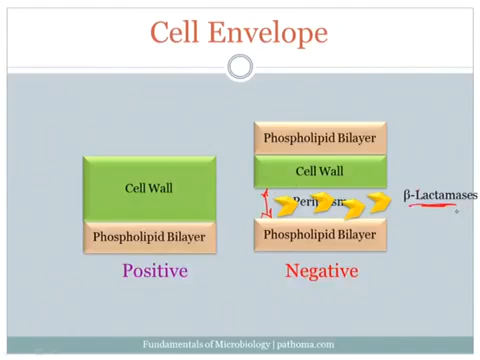 Cell Envelope
Phospholipid Bilayer
Cell Wall
Cell Wall
Periplasm
β-Lactamases
Phospholipid Bilayer
Phospholipid Bilayer
Positive
Negative
Fundamentals of Microbiology | pathoma.com